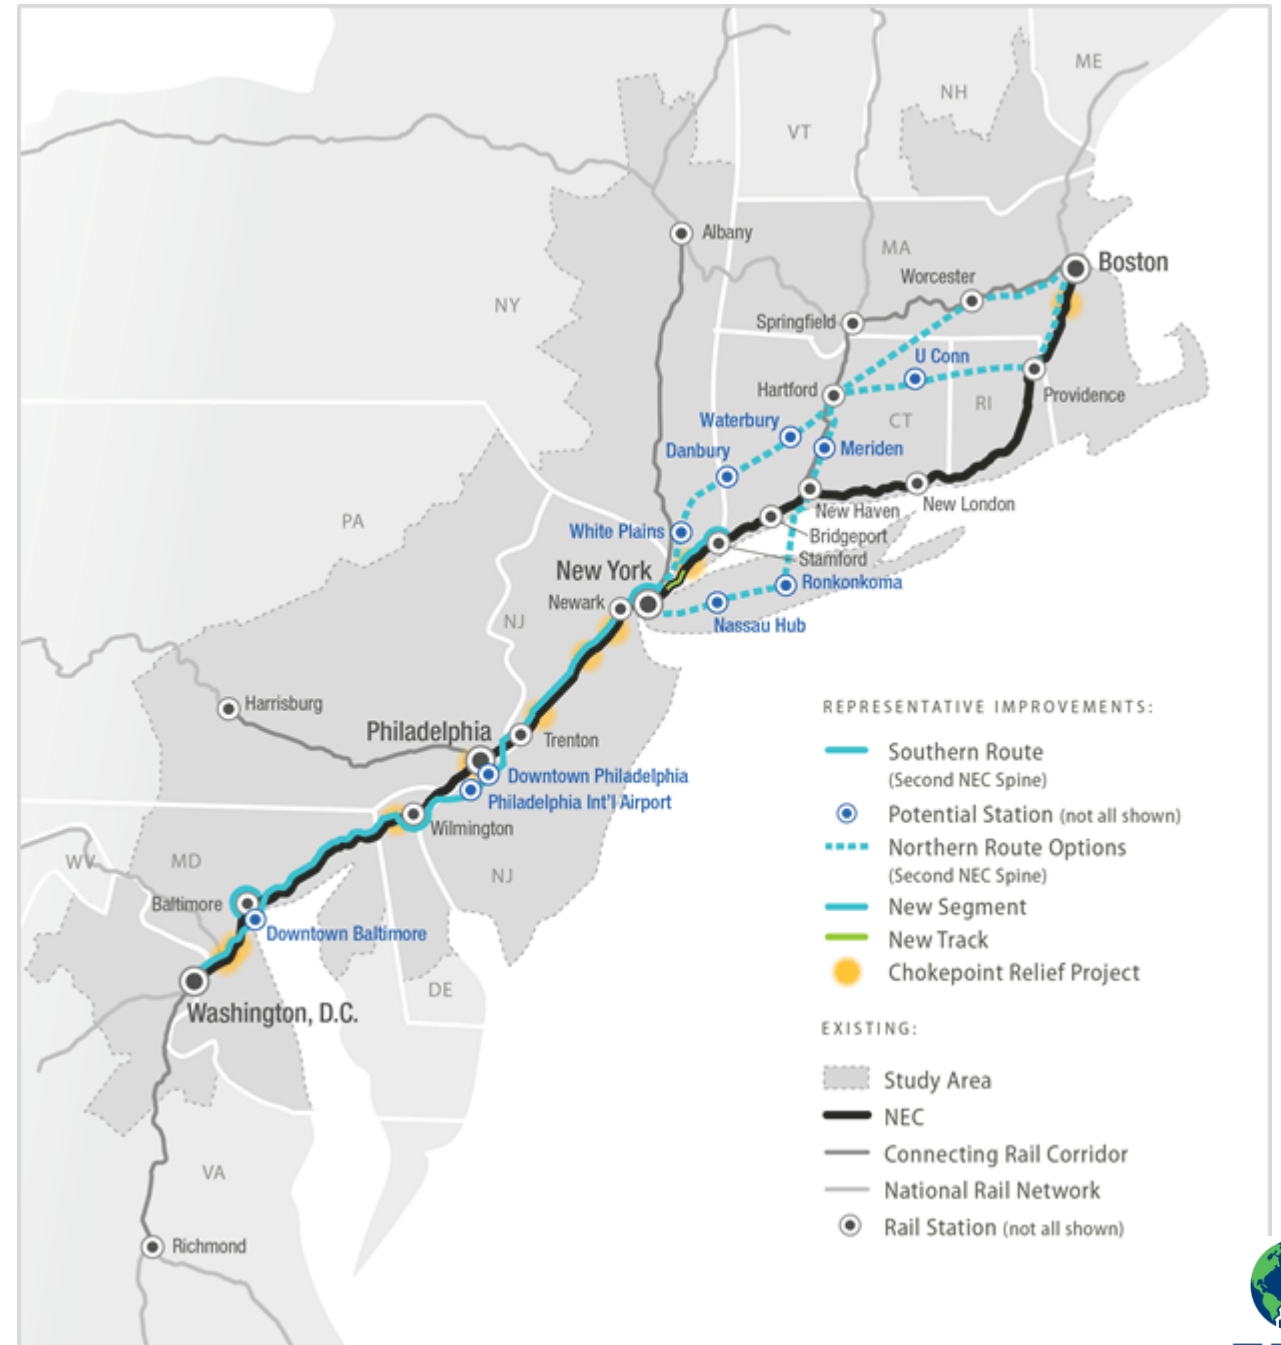 ME
NH
VT
Albany
MA
Boston
Worcester
NY
Springfield
U Conn
Hartford
Providence
RI
Waterbury
CT
Danbury
Meriden
New London
New Haven
PA
White Plains
Bridgeport
Stamford
New York
Ronkonkoma
Newark
NJ
Nassau Hub
Harrisburg
Philadelphia
Trenton
Downtown Philadelphia
Philadelphia Int'l Airport
Wilmington
WV
MD
NJ
Baltimore
Downtown Baltimore
DE
Washington, D.C.
VA
Richmond
REPRESENTATIVE IMPROVEMENTS:
Southern Route
(Second NEC Spine)
Potential Station (not all shown)
Northern Route Options
(Second NEC Spine)
New Segment
New Track
Chokepoint Relief Project
EXISTING:
Study Area
NEC
Connecting Rail Corridor
National Rail Network
Rail Station (not all shown)